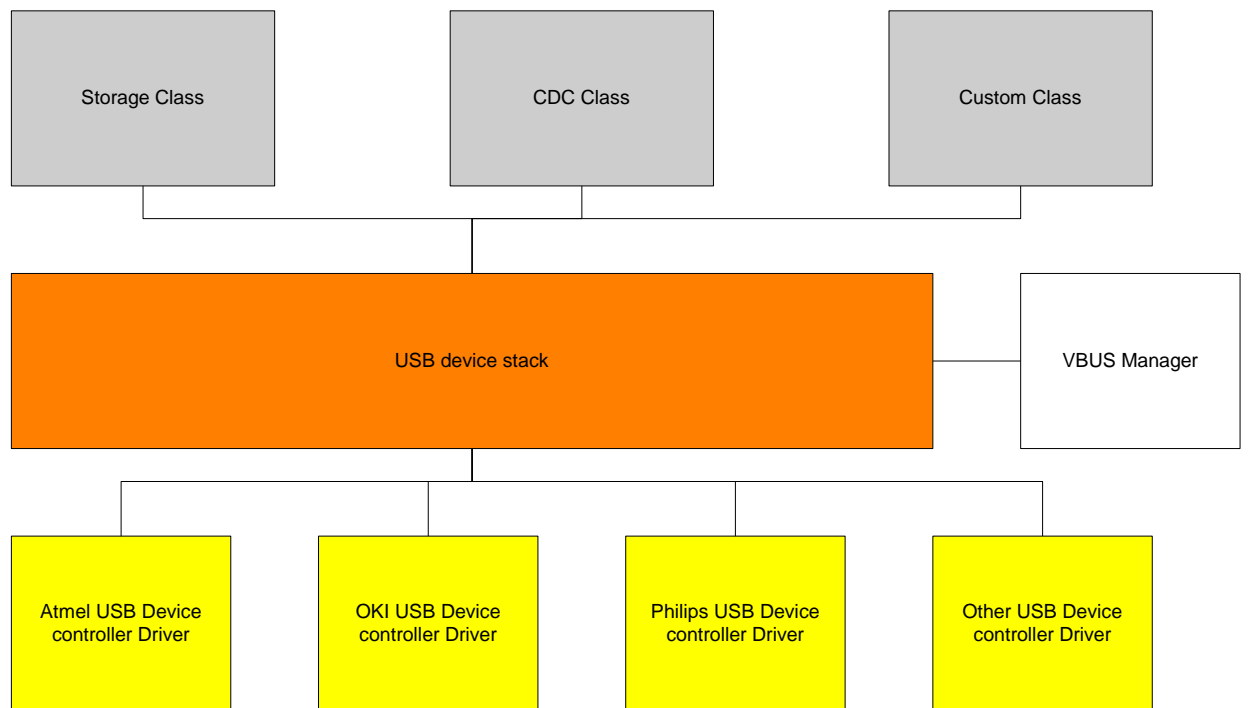 Storage Class
CDC Class
Custom Class
USB device stack
VBUS Manager
Atmel USB Device
controller Driver
OKI USB Device
controller Driver
Philips USB Device
controller Driver
Other USB Device
controller Driver